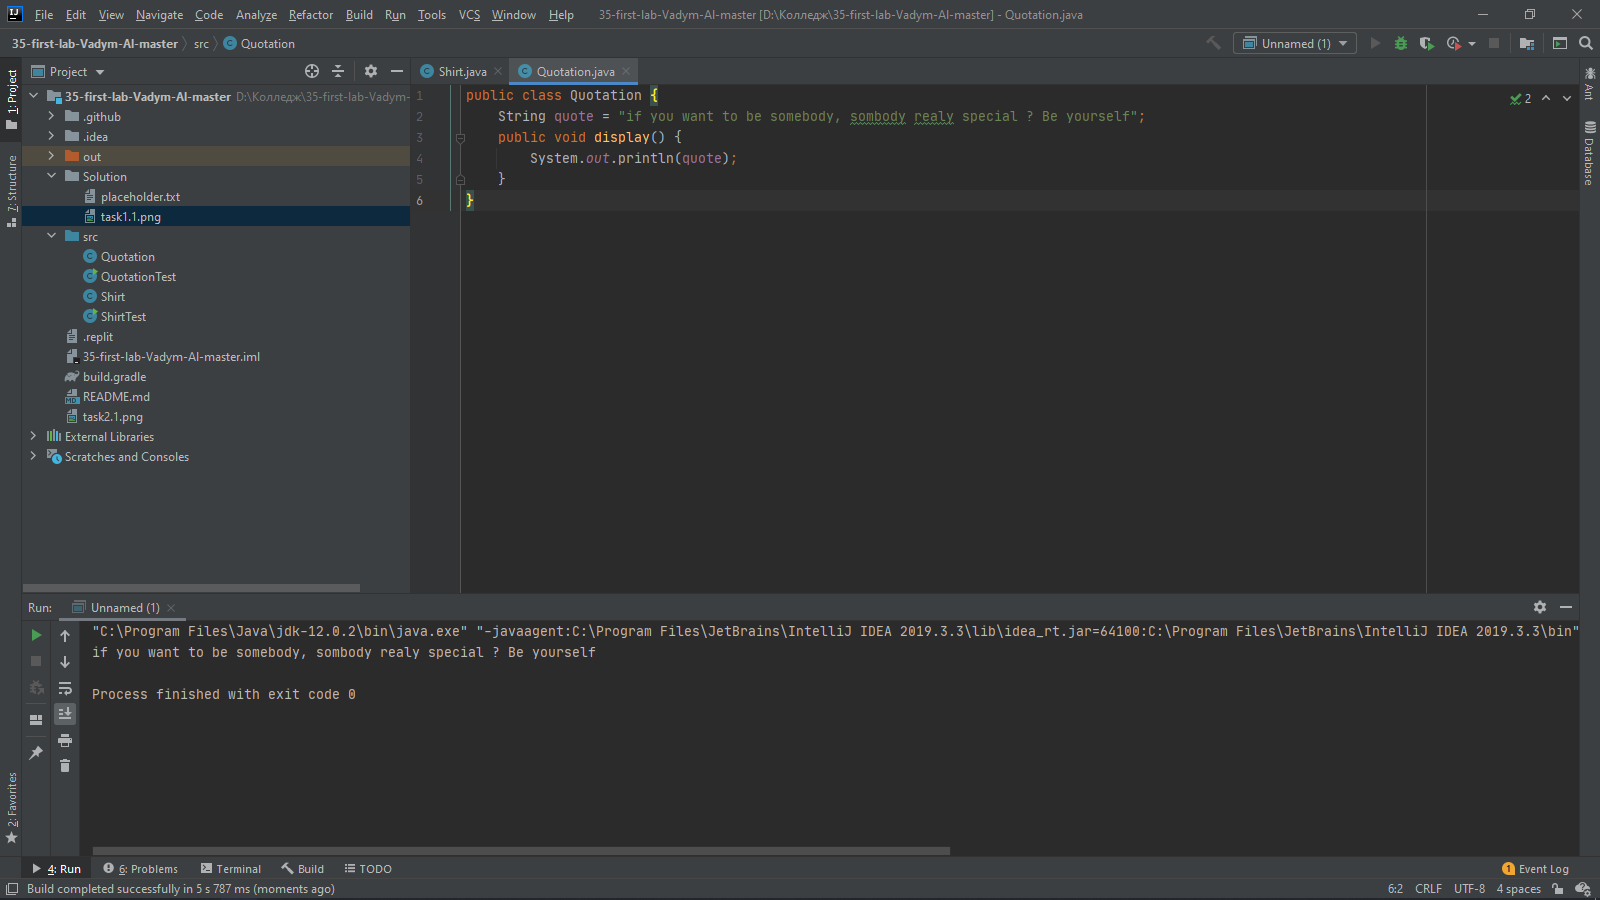 File Edit View Navigate Code Analyze Refactor Build Run Tools VCS Window Help 35-first-lab-Vadym-AI-master [D:\Колледж\35-first-lab-Vadym-AI-master] - Quotation.java
35-first-lab-Vadym-AI-master src Quotation Unnamed (1)
Project
Shirt.java Quotation.java
1: Project
7: Structure
2: Favorites
35-first-lab-Vadym-AI-master D:\Колледж\35-first-lab-Vadym-
.github
.idea
out
Solution
placeholder.txt
task1.1.png
src
Quotation
QuotationTest
Shirt
ShirtTest
.replit
35-first-lab-Vadym-AI-master.iml
build.gradle
README.md
task2.1.png
External Libraries
Scratches and Consoles
1 public class Quotation {
2 String quote = "if you want to be somebody, sombody realy special ? Be yourself";
3 public void display() {
4 System.out.println(quote);
5 }
6 }
2
Ant
Database
Run: Unnamed (1)
"C:\Program Files\Java\jdk-12.0.2\bin\java.exe" "-javaagent:C:\Program Files\JetBrains\IntelliJ IDEA 2019.3.3\lib\idea_rt.jar=64100:C:\Program Files\JetBrains\IntelliJ IDEA 2019.3.3\bin"
if you want to be somebody, sombody realy special ? Be yourself
Process finished with exit code 0
4: Run 6: Problems Terminal Build TODO 1 Event Log
Build completed successfully in 5 s 787 ms (moments ago) 6:2 CRLF UTF-8 4 spaces